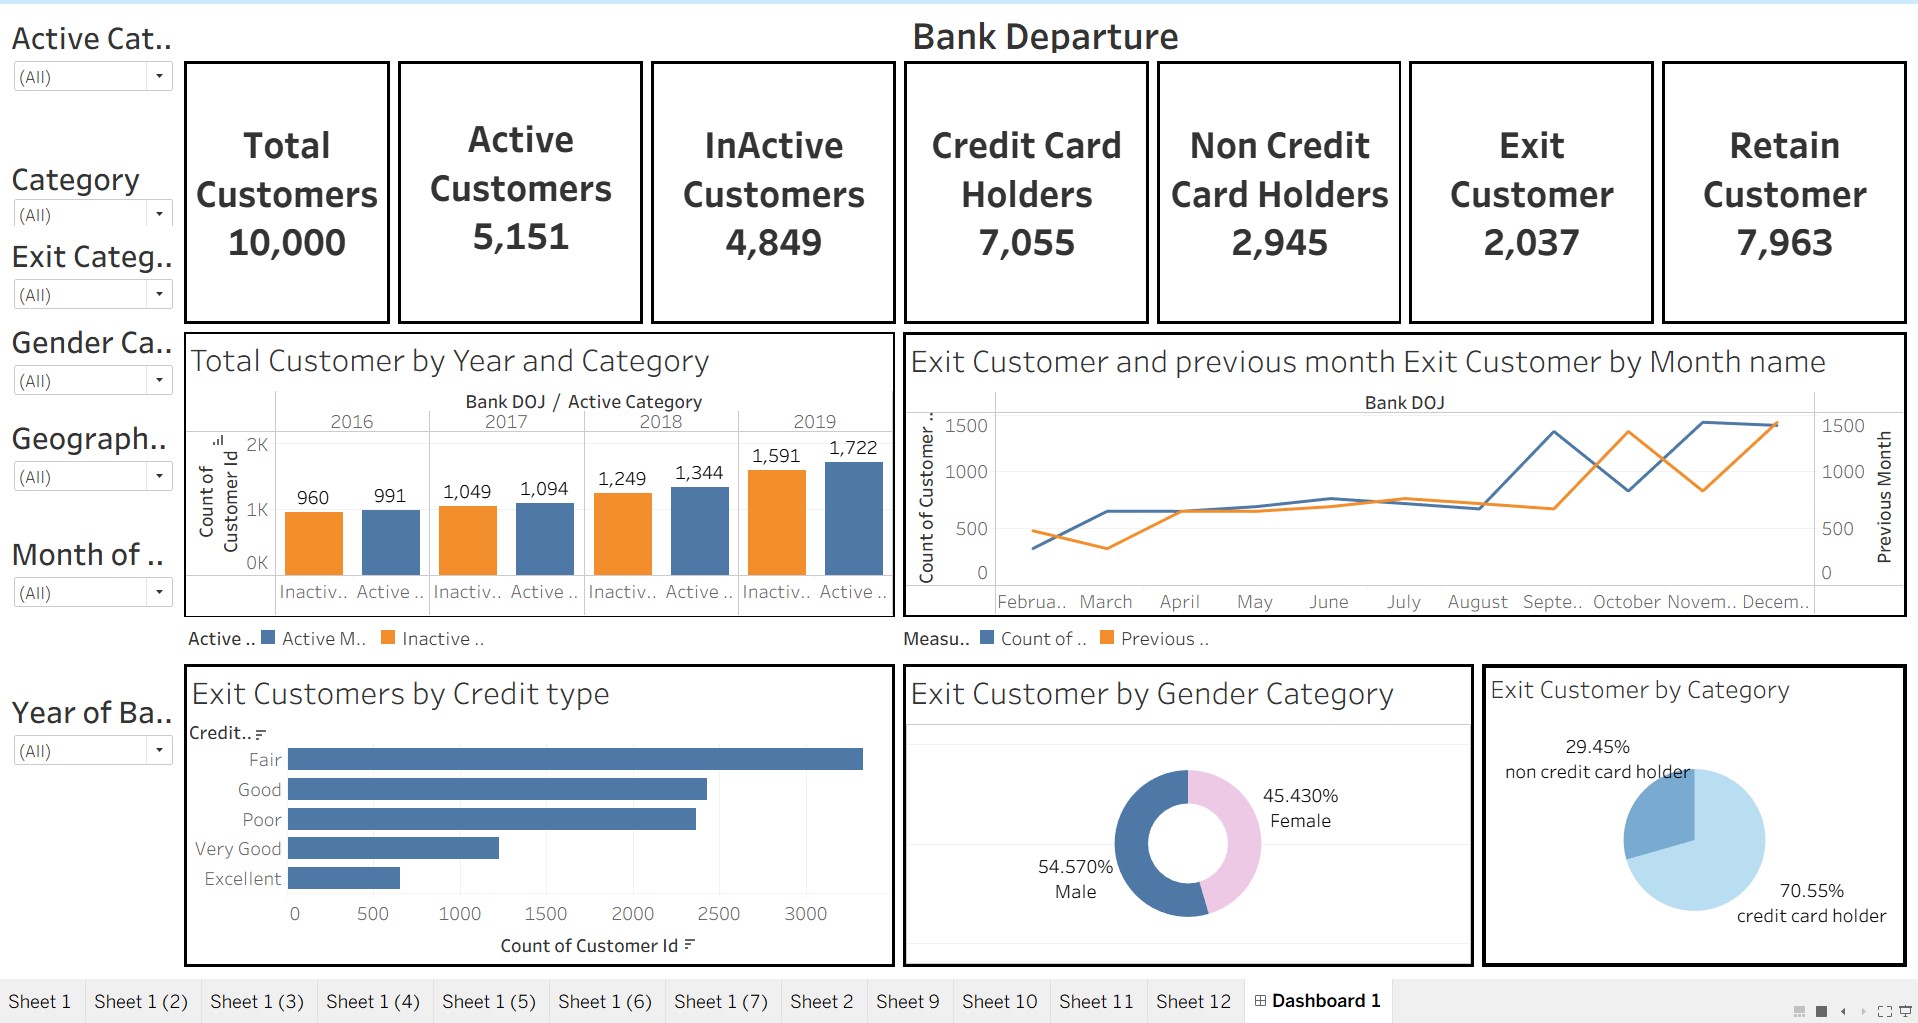 Bank Departure
Active Cat..
(All)
Category
(All)
Exit Categ..
(All)
Gender Ca..
(All)
Geograph..
(All)
Month of ..
(All)
Year of Ba..
(All)
Total
Customers
10,000
Active
Customers
5,151
InActive
Customers
4,849
Credit Card
Holders
7,055
Non Credit
Card Holders
2,945
Exit
Customer
2,037
Retain
Customer
7,963
Total Customer by Year and Category
Bank DOJ / Active Category
2016 2017 2018 2019
Count of
Customer Id
2K
1K
0K
960 991 1,049 1,094 1,249 1,344 1,591 1,722
Inactiv.. Active .. Inactiv.. Active .. Inactiv.. Active .. Inactiv.. Active ..
Active .. Active M.. Inactive ..
Exit Customer and previous month Exit Customer by Month name
Bank DOJ
Count of Customer ..
1500
1000
500
0
1500
1000
500
0
Previous Month
Februa.. March April May June July August Septe.. October Novem.. Decem..
Measu.. Count of .. Previous ..
Exit Customers by Credit type
Credit..
Fair
Good
Poor
Very Good
Excellent
0 500 1000 1500 2000 2500 3000
Count of Customer Id
Exit Customer by Gender Category
45.430%
Female
54.570%
Male
Exit Customer by Category
29.45%
non credit card holder
70.55%
credit card holder
Sheet 1 Sheet 1 (2) Sheet 1 (3) Sheet 1 (4) Sheet 1 (5) Sheet 1 (6) Sheet 1 (7) Sheet 2 Sheet 9 Sheet 10 Sheet 11 Sheet 12 Dashboard 1